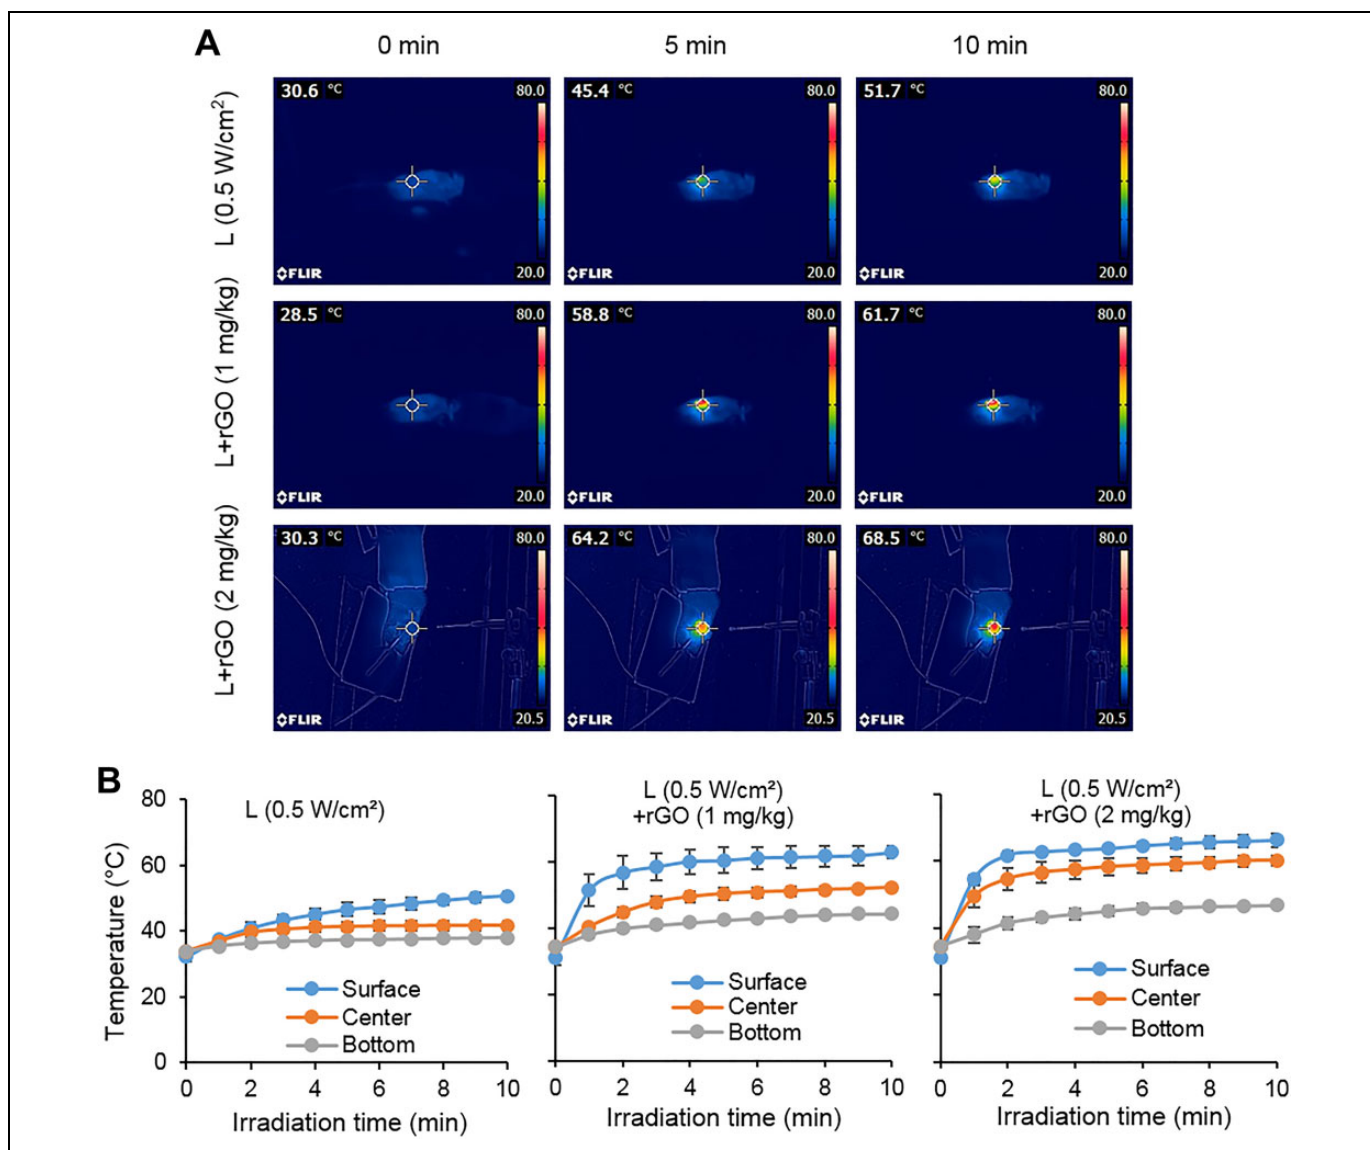 A
0 min 5 min 10 min
L (0.5 W/cm²)
30.6 °C 80.0
20.0
FLIR
45.4 °C 80.0
20.0
FLIR
51.7 °C 80.0
20.0
FLIR
L+rGO (1 mg/kg)
28.5 °C 80.0
20.0
FLIR
58.8 °C 80.0
20.0
FLIR
61.7 °C 80.0
20.0
FLIR
L+rGO (2 mg/kg)
30.3 °C 80.0
20.5
FLIR
64.2 °C 80.0
20.5
FLIR
68.5 °C 80.0
20.5
FLIR
B
Temperature (°C)
80
60
40
20
0
L (0.5 W/cm²)
Surface
Center
Bottom
0 2 4 6 8 10
Irradiation time (min)
L (0.5 W/cm²)
+rGO (1 mg/kg)
Surface
Center
Bottom
0 2 4 6 8 10
Irradiation time (min)
L (0.5 W/cm²)
+rGO (2 mg/kg)
Surface
Center
Bottom
0 2 4 6 8 10
Irradiation time (min)